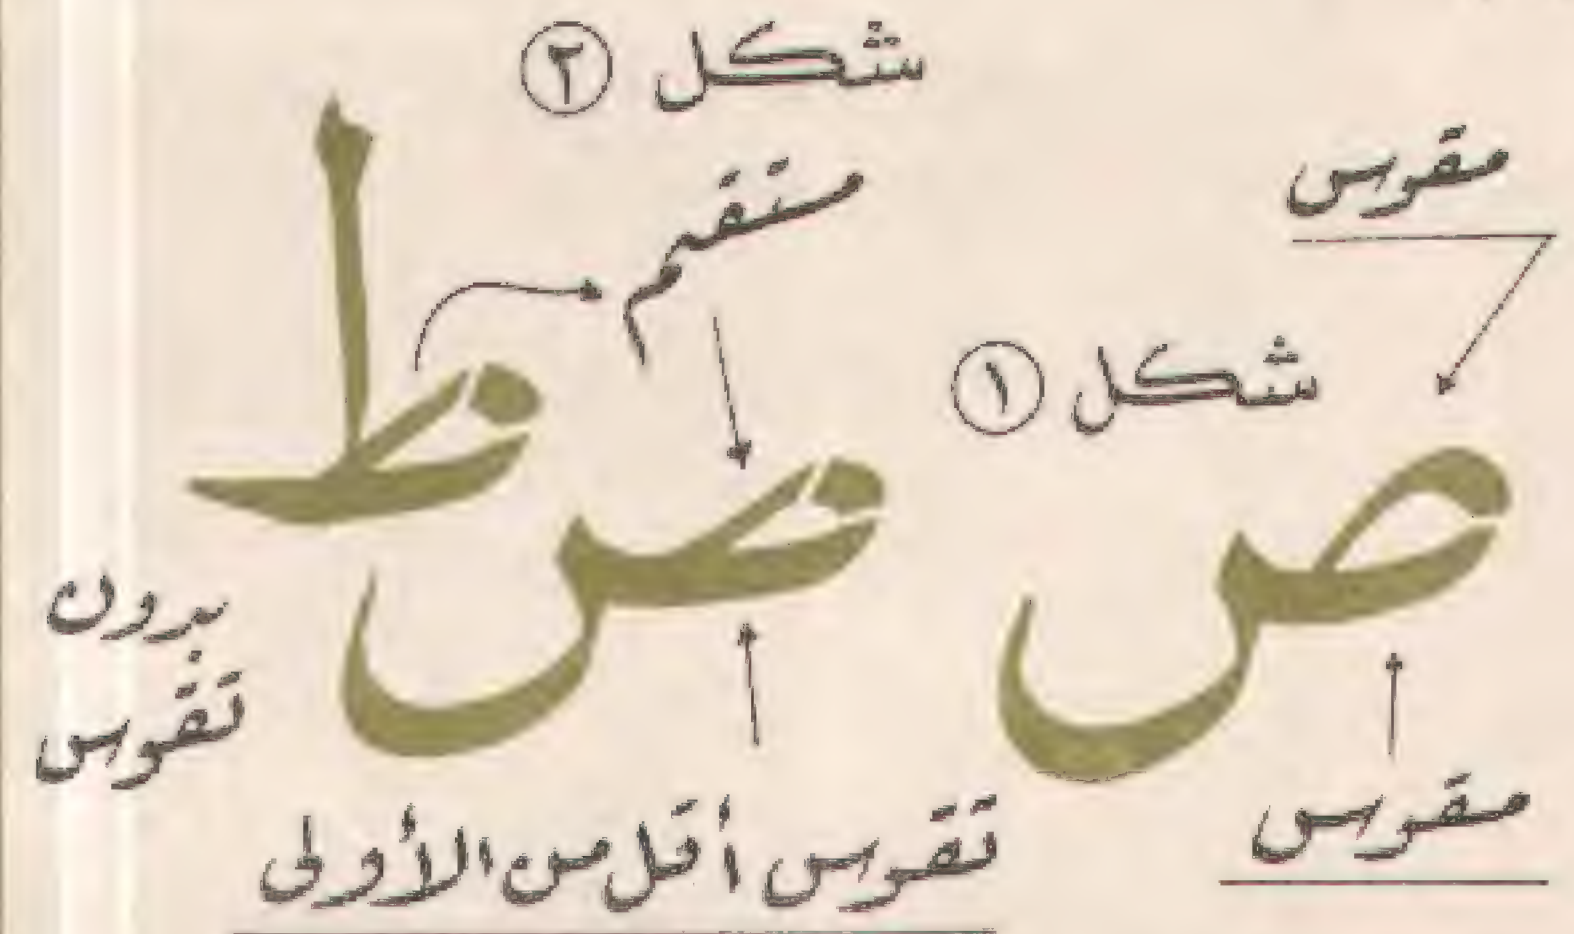 شكل ٢
مقوس
مستقيم
شكل ١
ط
ص
ص
بدون
تقوس
مقوس
تقوس أقل من الأولى